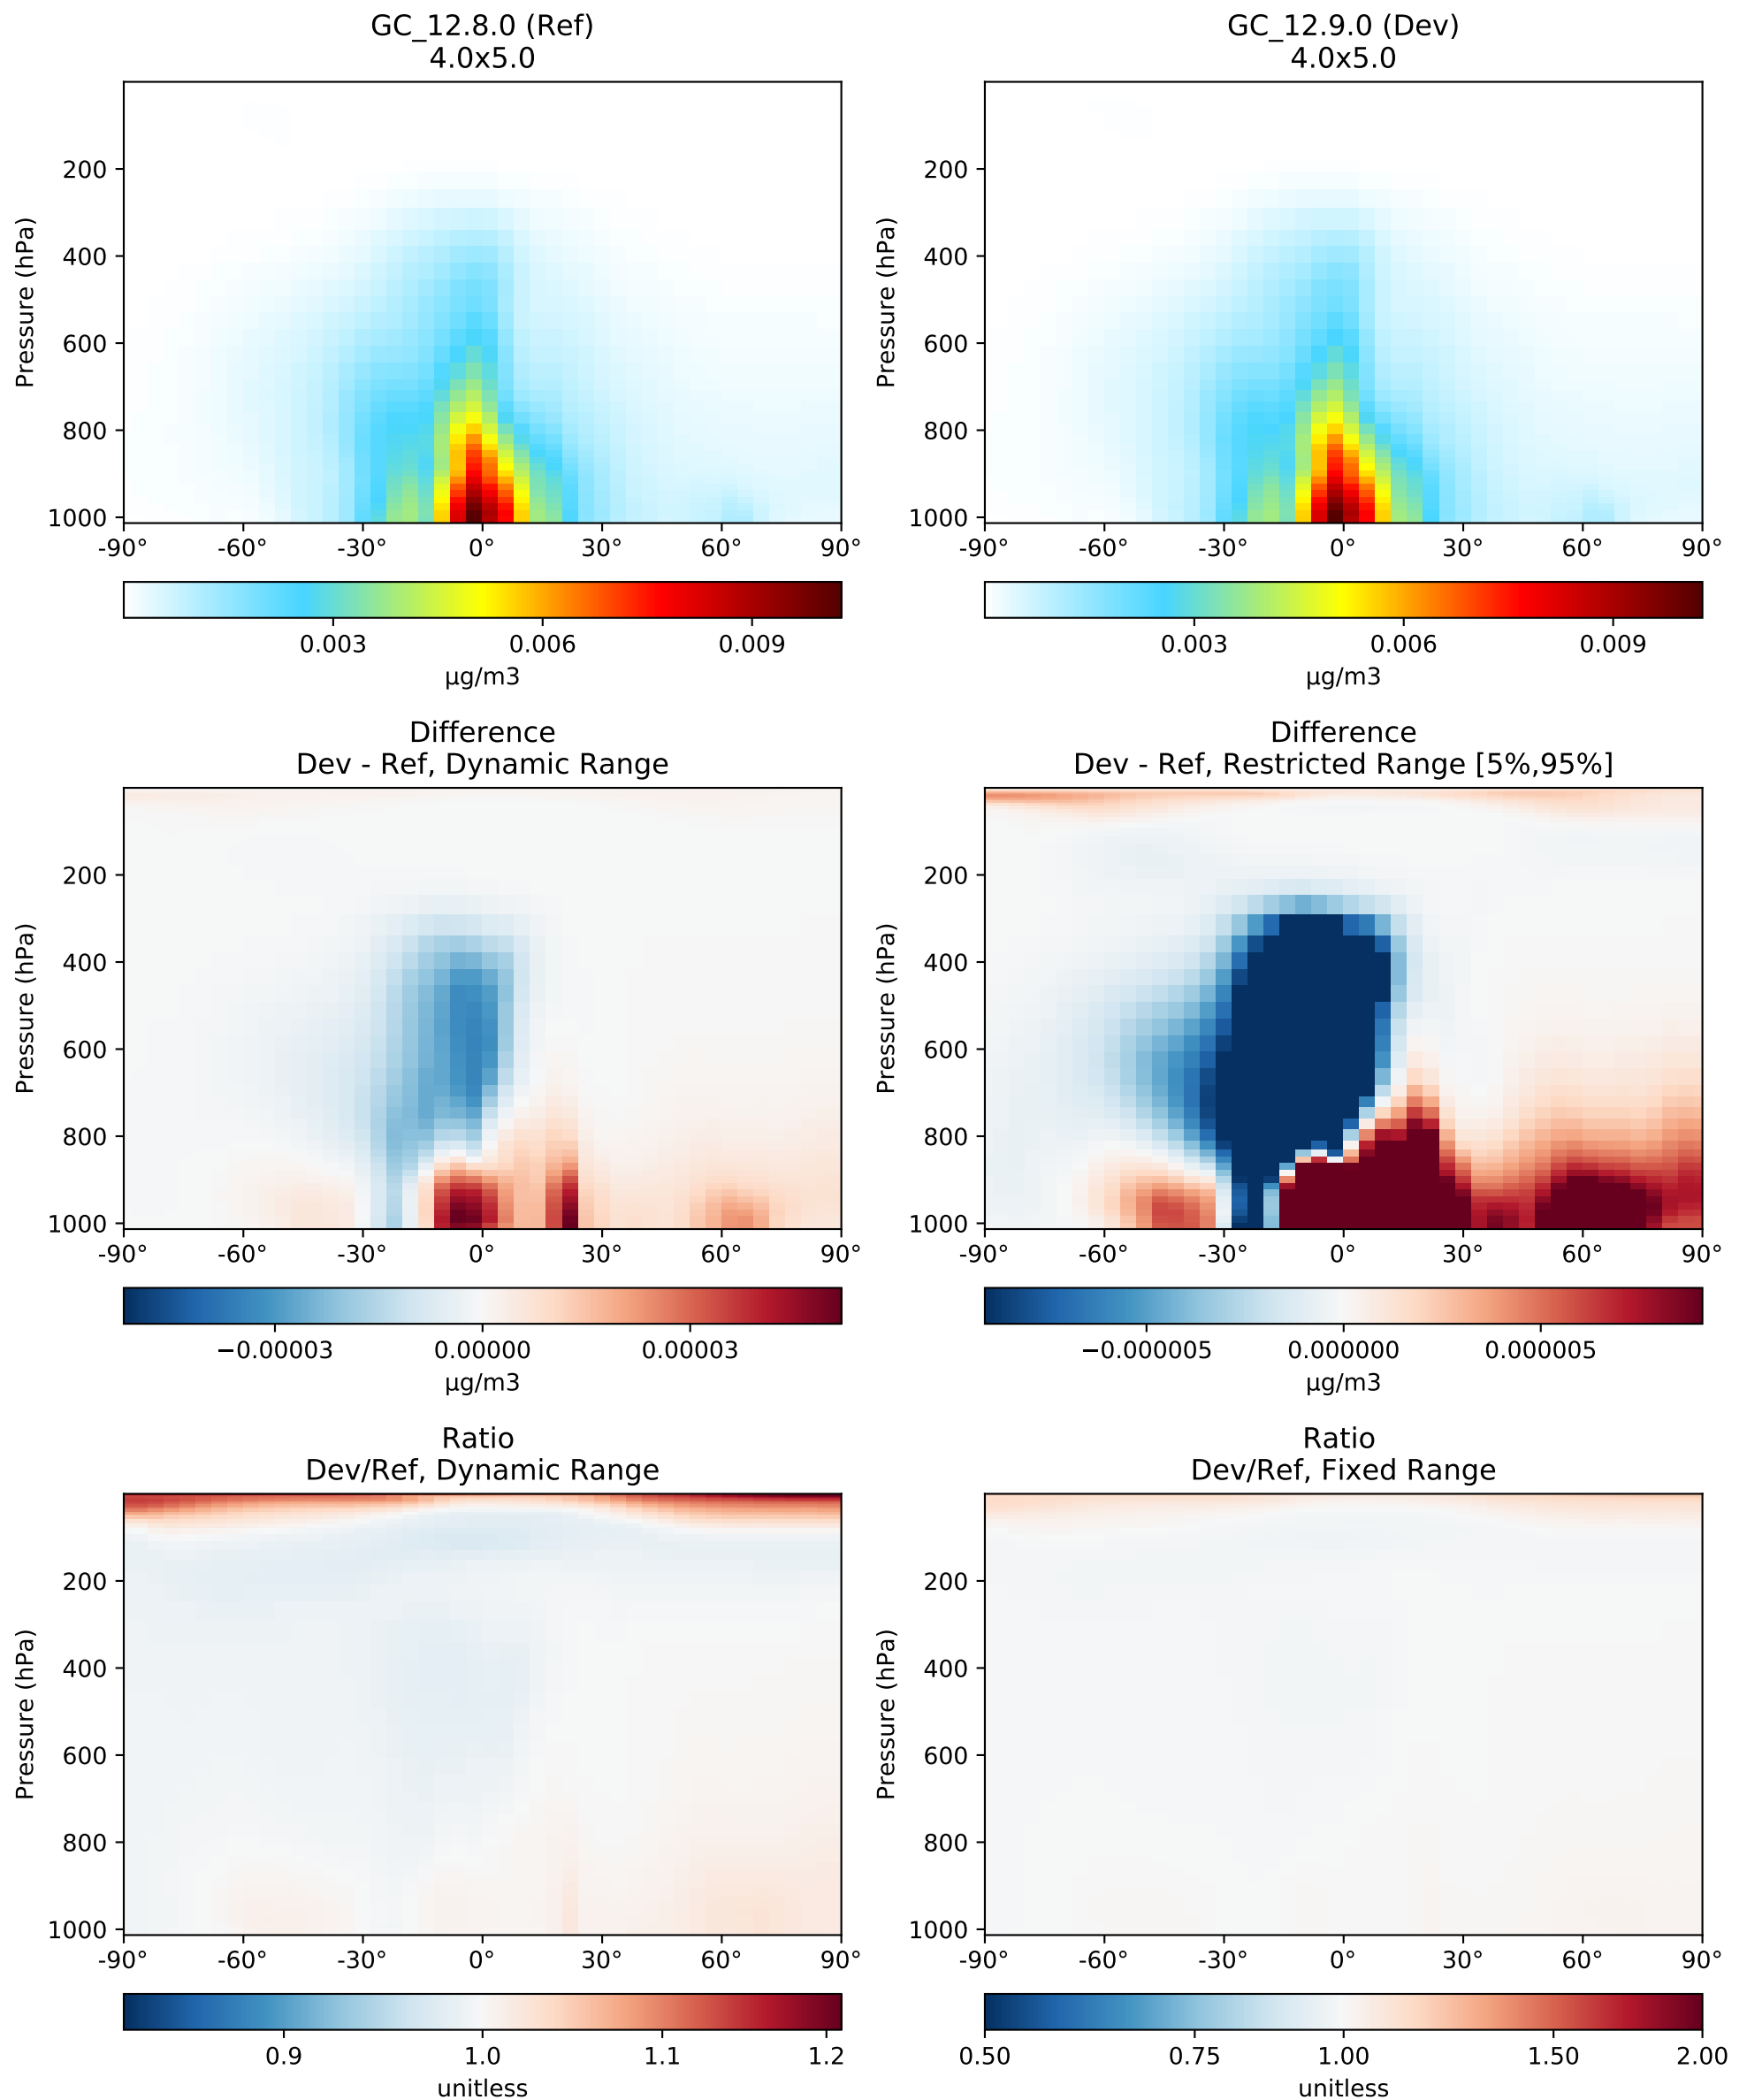 GC_12.8.0 (Ref)
4.0x5.0
Pressure (hPa)
200
400
600
800
1000
-90° -60° -30° 0° 30° 60° 90°
0.003 0.006 0.009
µg/m3
GC_12.9.0 (Dev)
4.0x5.0
Pressure (hPa)
200
400
600
800
1000
-90° -60° -30° 0° 30° 60° 90°
0.003 0.006 0.009
µg/m3
Difference
Dev - Ref, Dynamic Range
Pressure (hPa)
200
400
600
800
1000
-90° -60° -30° 0° 30° 60° 90°
−0.00003 0.00000 0.00003
µg/m3
Difference
Dev - Ref, Restricted Range [5%,95%]
Pressure (hPa)
200
400
600
800
1000
-90° -60° -30° 0° 30° 60° 90°
−0.000005 0.000000 0.000005
µg/m3
Ratio
Dev/Ref, Dynamic Range
Pressure (hPa)
200
400
600
800
1000
-90° -60° -30° 0° 30° 60° 90°
0.9 1.0 1.1 1.2
unitless
Ratio
Dev/Ref, Fixed Range
Pressure (hPa)
200
400
600
800
1000
-90° -60° -30° 0° 30° 60° 90°
0.50 0.75 1.00 1.50 2.00
unitless